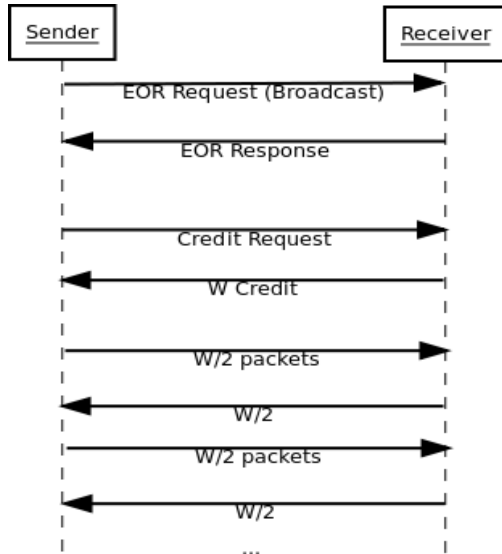 Sender
Receiver
EOR Request (Broadcast)
EOR Response
Credit Request
W Credit
W/2 packets
W/2
W/2 packets
W/2
...